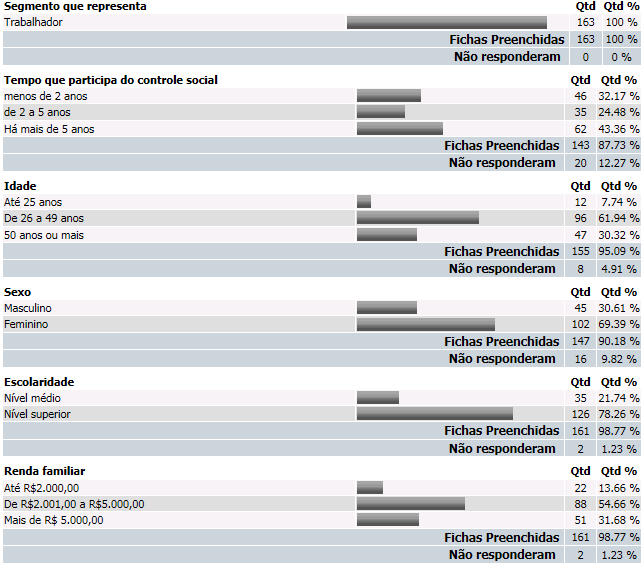 Segmento que representa Qtd Qtd %
Trabalhador 163 100 %
Fichas Preenchidas 163 100 %
Não responderam 0 0 %
Tempo que participa do controle social Qtd Qtd %
menos de 2 anos 46 32.17 %
de 2 a 5 anos 35 24.48 %
Há mais de 5 anos 62 43.36 %
Fichas Preenchidas 143 87.73 %
Não responderam 20 12.27 %
Idade Qtd Qtd %
Até 25 anos 12 7.74 %
De 26 a 49 anos 96 61.94 %
50 anos ou mais 47 30.32 %
Fichas Preenchidas 155 95.09 %
Não responderam 8 4.91 %
Sexo Qtd Qtd %
Masculino 45 30.61 %
Feminino 102 69.39 %
Fichas Preenchidas 147 90.18 %
Não responderam 16 9.82 %
Escolaridade Qtd Qtd %
Nível médio 35 21.74 %
Nível superior 126 78.26 %
Fichas Preenchidas 161 98.77 %
Não responderam 2 1.23 %
Renda familiar Qtd Qtd %
Até R$2.000,00 22 13.66 %
De R$2.001,00 a R$5.000,00 88 54.66 %
Mais de R$ 5.000,00 51 31.68 %
Fichas Preenchidas 161 98.77 %
Não responderam 2 1.23 %